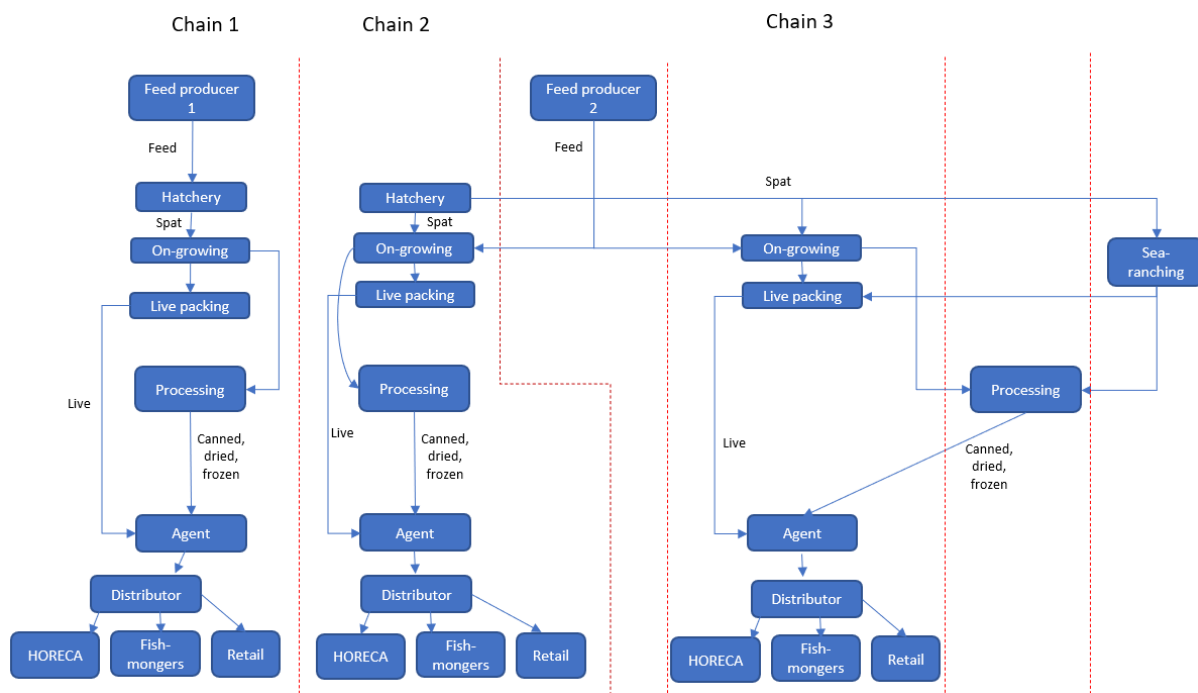 Chain 1
Chain 2
Chain 3
Feed producer
1
Feed producer
2
Feed
Feed
Hatchery
Hatchery
Spat
Spat
Spat
On-growing
On-growing
On-growing
Sea-
ranching
Live packing
Live packing
Live packing
Processing
Processing
Processing
Live
Live
Live
Canned,
dried,
frozen
Canned,
dried,
frozen
Canned,
dried,
frozen
Agent
Agent
Agent
Distributor
Distributor
Distributor
HORECA
Fish-
mongers
Retail
HORECA
Fish-
mongers
Retail
HORECA
Fish-
mongers
Retail